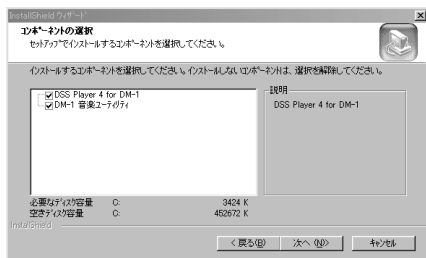 InstallShield ウィザード
コンポーネントの選択
セットアップでインストールするコンポーネントを選択してください。
インストールするコンポーネントを選択してください。インストールしないコンポーネントは、選択を解除してください。
DSS Player 4 for DM-1
DM-1 音楽ユーティリティ
説明
DSS Player 4 for DM-1
必要なディスク容量 C: 3424 K
空きディスク容量 C: 452672 K
InstallShield
< 戻る(B)
次へ (N)>
キャンセル